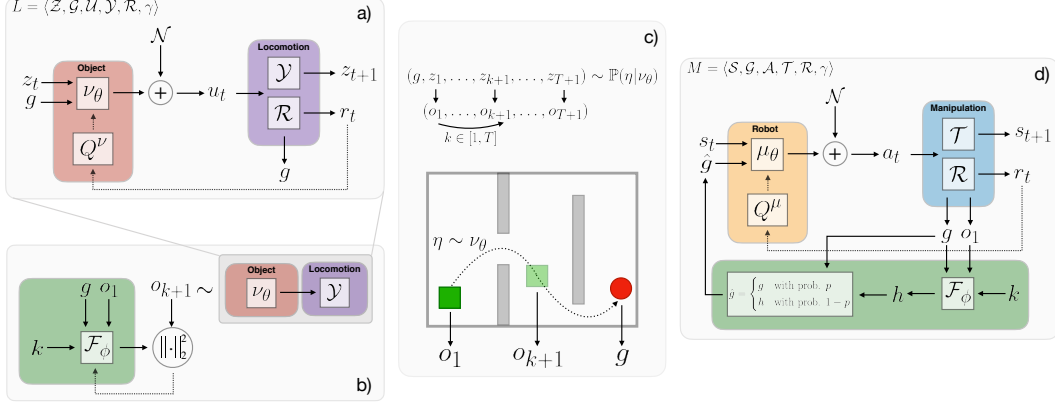 a)
L = ⟨Z, G, U, Y, R, γ⟩
N
Object
Locomotion
z_t
g
ν_θ
+
u_t
Y
z_{t+1}
R
r_t
Q^ν
g
b)
g o_1
o_{k+1} ∼
Object
Locomotion
ν_θ
Y
k
F_ϕ
||·||_2^2
c)
(g, z_1, . . . , z_{k+1}, . . . , z_{T+1}) ∼ P(η|ν_θ)
(o_1, . . . , o_{k+1}, . . . , o_{T+1})
k ∈ [1, T]
η ∼ ν_θ
o_1
o_{k+1}
g
d)
M = ⟨S, G, A, T, R, γ⟩
N
Robot
Manipulation
s_t
ĝ
μ_θ
+
a_t
T
s_{t+1}
R
r_t
Q^μ
g o_1
ĝ = { g with prob. p
h with prob. 1 − p
h
F_ϕ
k